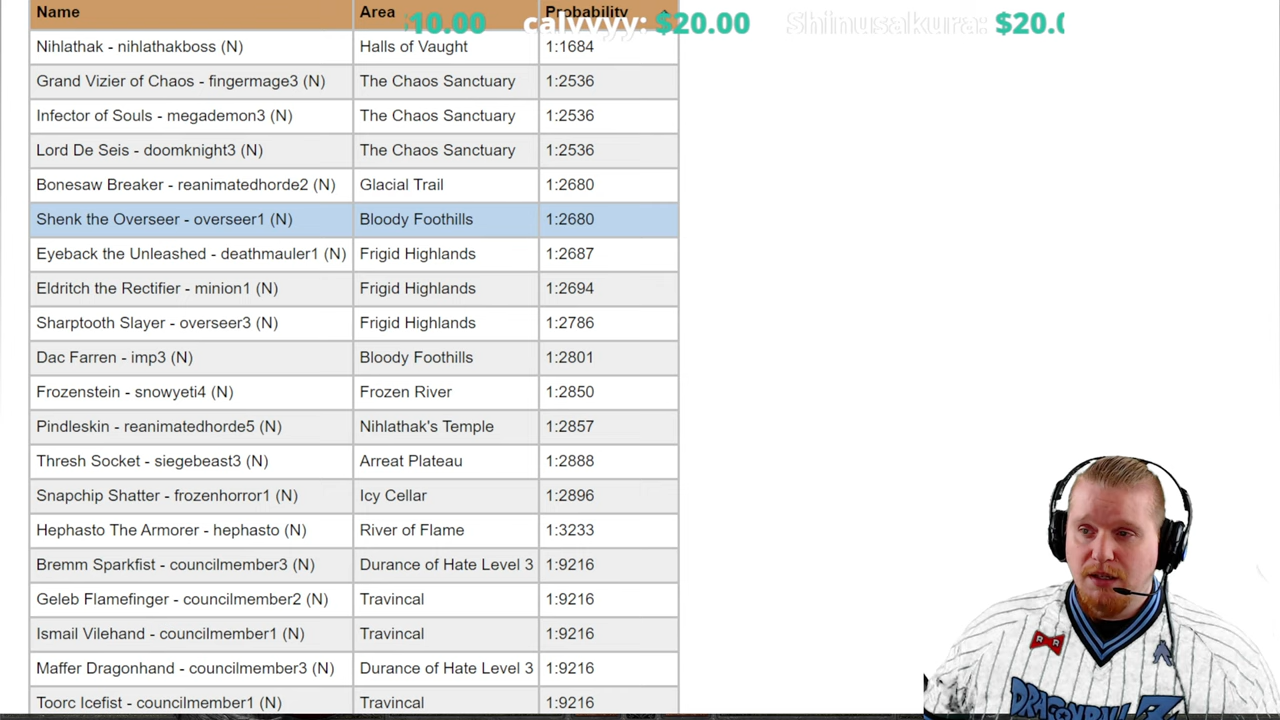 Name Area Probability
10.00 calvvyy: $20.00 Shinusakura: $20.0
Nihlathak - nihlathakboss (N) Halls of Vaught 1:1684
Grand Vizier of Chaos - fingermage3 (N) The Chaos Sanctuary 1:2536
Infector of Souls - megademon3 (N) The Chaos Sanctuary 1:2536
Lord De Seis - doomknight3 (N) The Chaos Sanctuary 1:2536
Bonesaw Breaker - reanimatedhorde2 (N) Glacial Trail 1:2680
Shenk the Overseer - overseer1 (N) Bloody Foothills 1:2680
Eyeback the Unleashed - deathmauler1 (N) Frigid Highlands 1:2687
Eldritch the Rectifier - minion1 (N) Frigid Highlands 1:2694
Sharptooth Slayer - overseer3 (N) Frigid Highlands 1:2786
Dac Farren - imp3 (N) Bloody Foothills 1:2801
Frozenstein - snowyeti4 (N) Frozen River 1:2850
Pindleskin - reanimatedhorde5 (N) Nihlathak's Temple 1:2857
Thresh Socket - siegebeast3 (N) Arreat Plateau 1:2888
Snapchip Shatter - frozenhorror1 (N) Icy Cellar 1:2896
Hephasto The Armorer - hephasto (N) River of Flame 1:3233
Bremm Sparkfist - councilmember3 (N) Durance of Hate Level 3 1:9216
Geleb Flamefinger - councilmember2 (N) Travincal 1:9216
Ismail Vilehand - councilmember1 (N) Travincal 1:9216
Maffer Dragonhand - councilmember3 (N) Durance of Hate Level 3 1:9216
Toorc Icefist - councilmember1 (N) Travincal 1:9216
DRAGONBALL Z